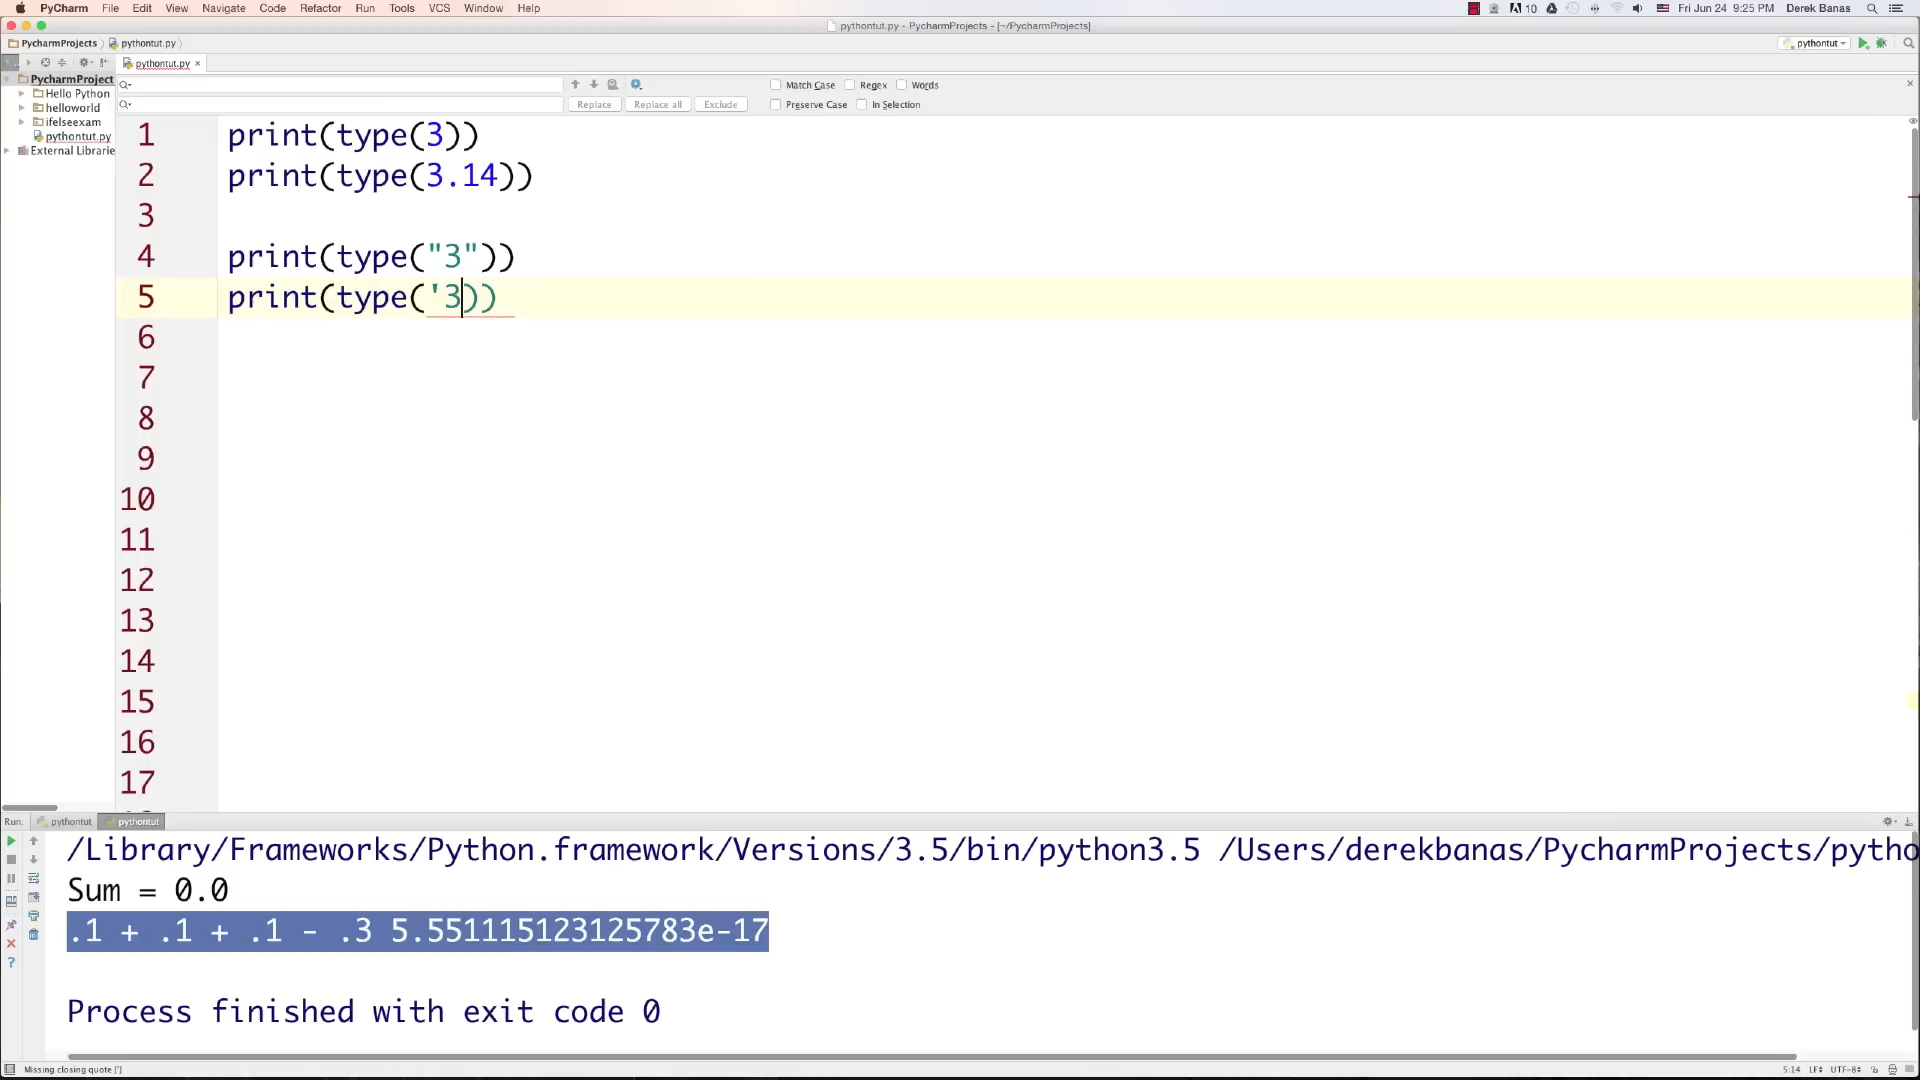 PyCharm File Edit View Navigate Code Refactor Run Tools VCS Window Help 10 Fri Jun 24 9:25 PM Derek Banas
pythontut.py - PycharmProjects - [~/PycharmProjects]
PycharmProjects pythontut.py pythontut
pythontut.py
PycharmProject
Hello Python
helloworld
ifelseexam
pythontut.py
External Librarie
Match Case Regex Words
Replace Replace all Exclude Preserve Case In Selection
1 print(type(3))
2 print(type(3.14))
3
4 print(type("3"))
5 print(type('3))
6
7
8
9
10
11
12
13
14
15
16
17
Run: pythontut pythontut
/Library/Frameworks/Python.framework/Versions/3.5/bin/python3.5 /Users/derekbanas/PycharmProjects/pytho
Sum = 0.0
.1 + .1 + .1 - .3 5.551115123125783e-17
Process finished with exit code 0
Missing closing quote ['] 5:14 LF UTF-8